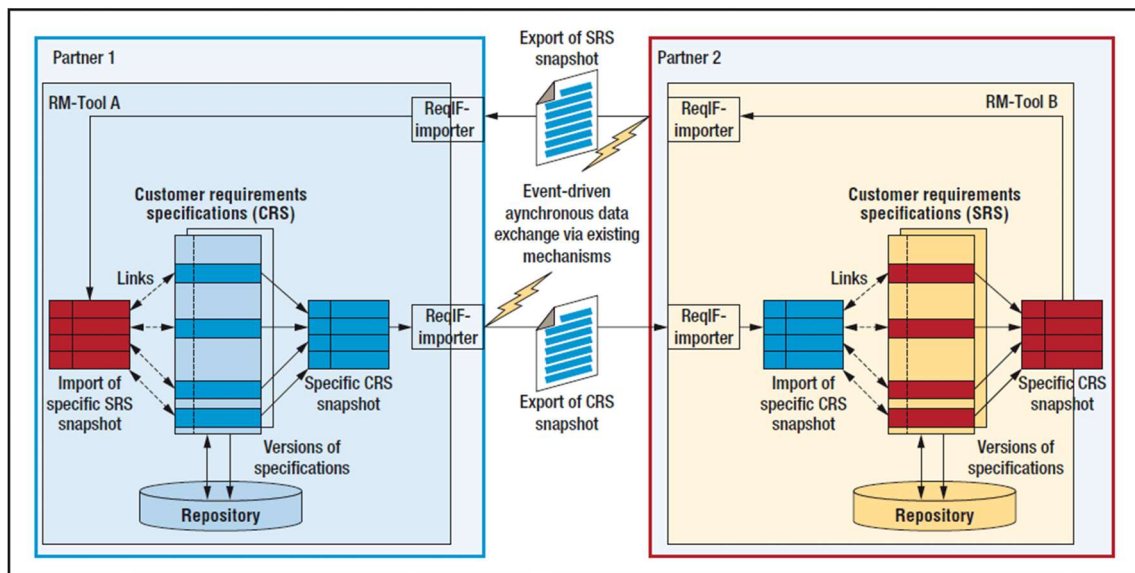 Partner 1
RM-Tool A
ReqIF-
importer
Export of SRS
snapshot
Partner 2
ReqIF-
importer
RM-Tool B
Customer requirements
specifications (CRS)
Links
Import of
specific SRS
snapshot
Specific CRS
snapshot
Versions of
specifications
Repository
ReqIF-
importer
Event-driven
aynchronous data
exchange via existing
mechanisms
Export of CRS
snapshot
ReqIF-
importer
Customer requirements
specifications (SRS)
Links
Import of
specific CRS
snapshot
Specific CRS
snapshot
Versions of
specifications
Repository